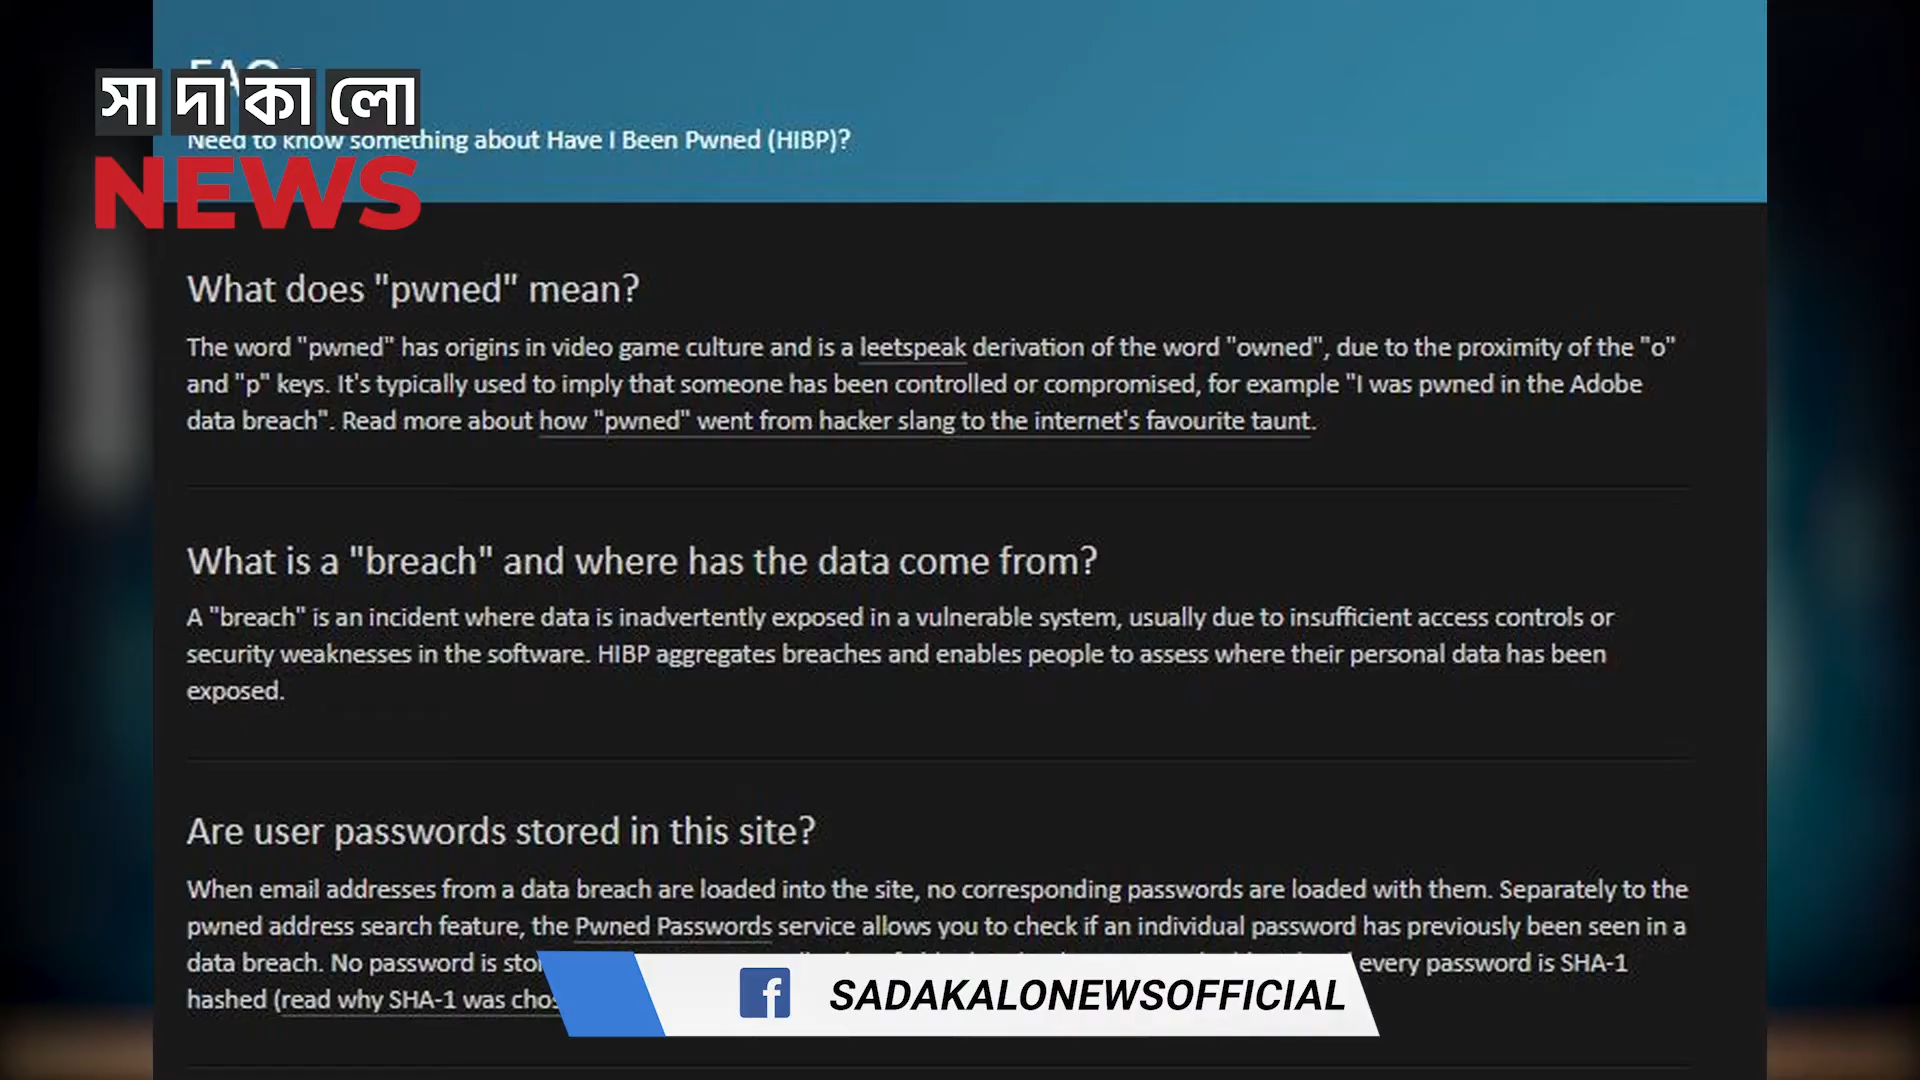 সাদাকালো
NEWS
Need to know something about Have I Been Pwned (HIBP)?
What does "pwned" mean?
The word "pwned" has origins in video game culture and is a leetspeak derivation of the word "owned", due to the proximity of the "o"
and "p" keys. It's typically used to imply that someone has been controlled or compromised, for example "I was pwned in the Adobe
data breach". Read more about how "pwned" went from hacker slang to the internet's favourite taunt.
What is a "breach" and where has the data come from?
A "breach" is an incident where data is inadvertently exposed in a vulnerable system, usually due to insufficient access controls or
security weaknesses in the software. HIBP aggregates breaches and enables people to assess where their personal data has been
exposed.
Are user passwords stored in this site?
When email addresses from a data breach are loaded into the site, no corresponding passwords are loaded with them. Separately to the
pwned address search feature, the Pwned Passwords service allows you to check if an individual password has previously been seen in a
data breach. No password is every password is SHA-1
hashed (read why SHA-1 was
SADAKALONEWSOFFICIAL